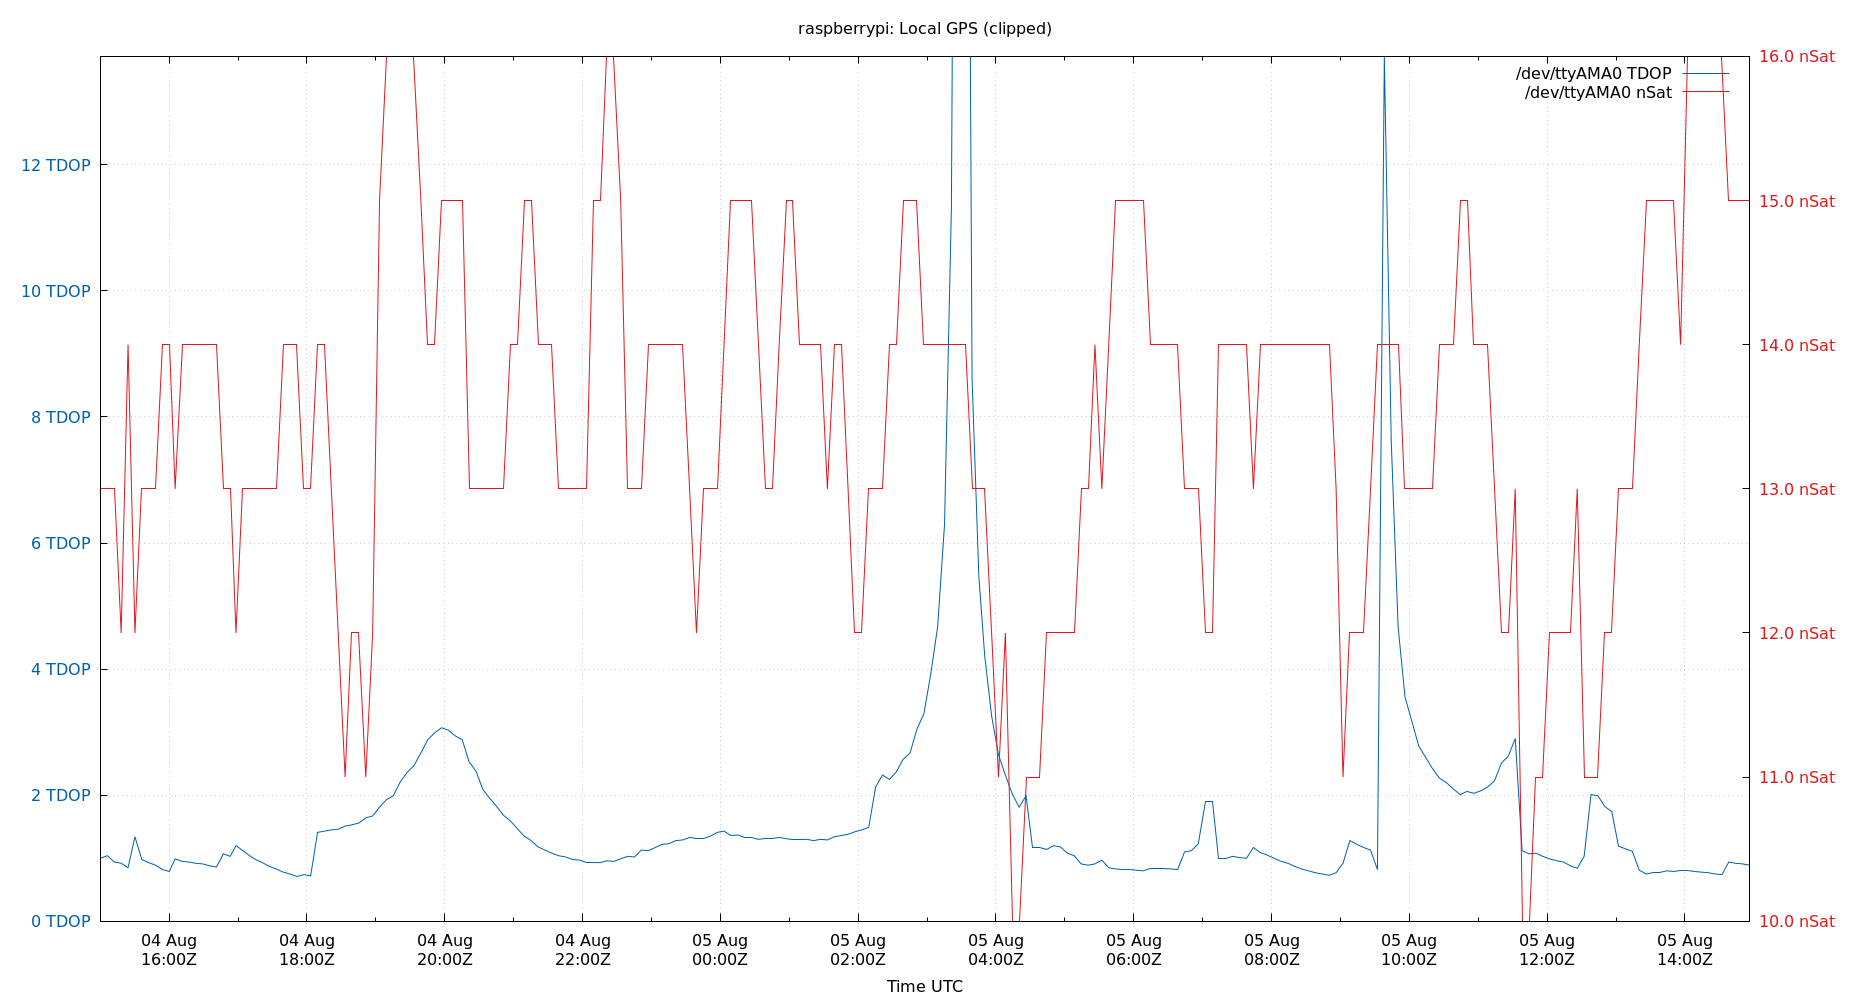 raspberrypi: Local GPS (clipped)
/dev/ttyAMA0 TDOP
/dev/ttyAMA0 nSat
12 TDOP
10 TDOP
8 TDOP
6 TDOP
4 TDOP
2 TDOP
0 TDOP
16.0 nSat
15.0 nSat
14.0 nSat
13.0 nSat
12.0 nSat
11.0 nSat
10.0 nSat
04 Aug
16:00Z
04 Aug
18:00Z
04 Aug
20:00Z
04 Aug
22:00Z
05 Aug
00:00Z
05 Aug
02:00Z
05 Aug
04:00Z
05 Aug
06:00Z
05 Aug
08:00Z
05 Aug
10:00Z
05 Aug
12:00Z
05 Aug
14:00Z
Time UTC